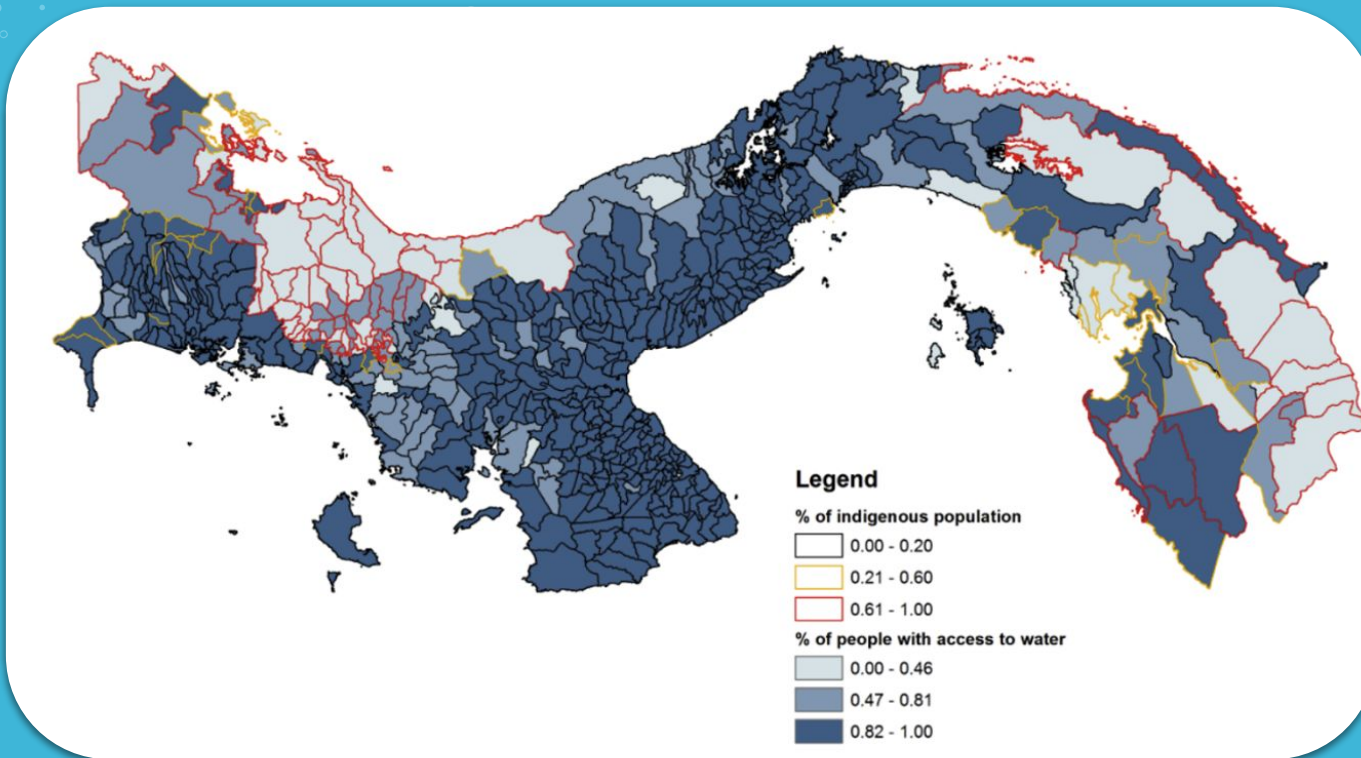 Legend
% of indigenous population
0.00 - 0.20
0.21 - 0.60
0.61 - 1.00
% of people with access to water
0.00 - 0.46
0.47 - 0.81
0.82 - 1.00